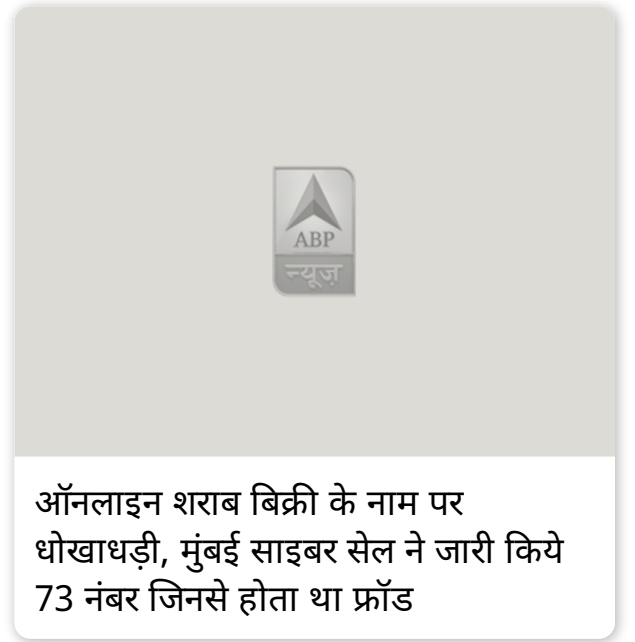 ABP
न्यूज़
ऑनलाइन शराब बिक्री के नाम पर
धोखाधड़ी, मुंबई साइबर सेल ने जारी किये
73 नंबर जिनसे होता था फ्रॉड